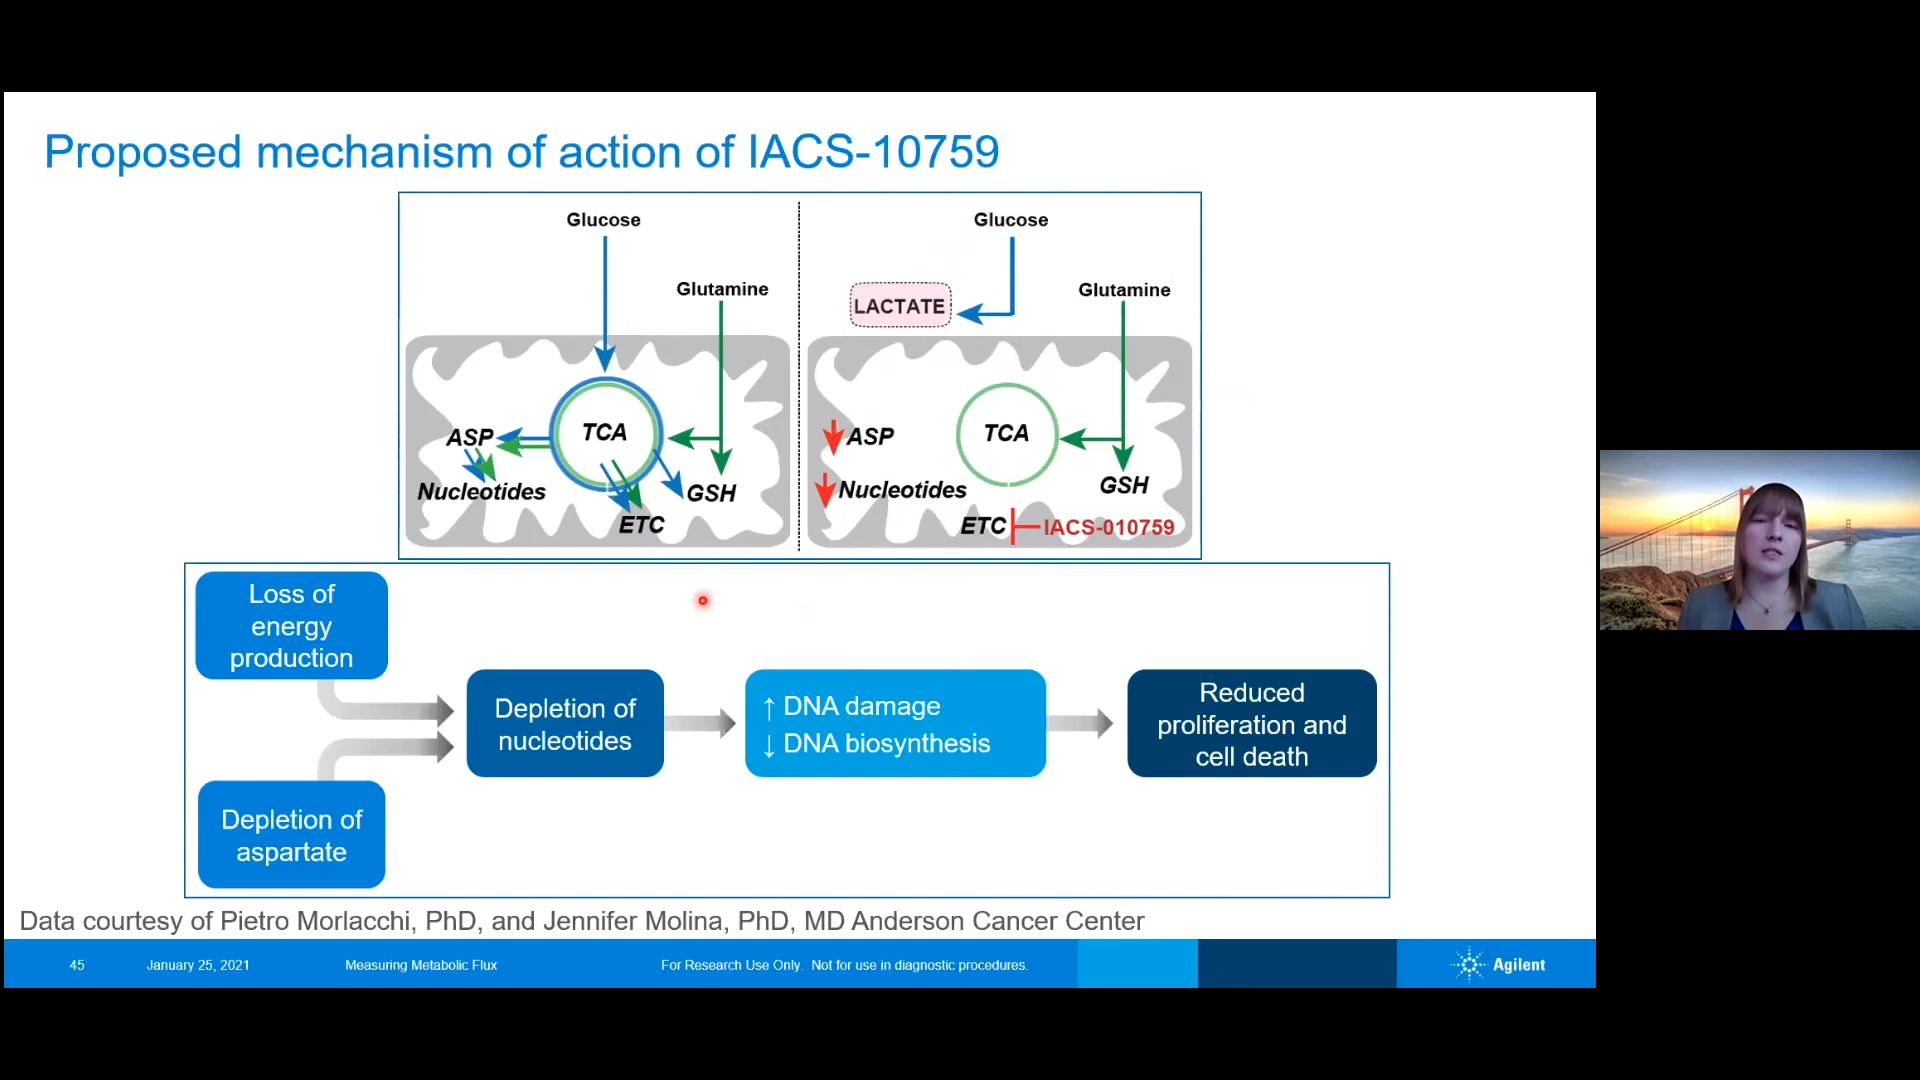 Proposed mechanism of action of IACS-10759
Glucose
Glutamine
TCA
ASP
Nucleotides
GSH
ETC
Glucose
LACTATE
Glutamine
TCA
ASP
Nucleotides
GSH
ETC
IACS-010759
Loss of
energy
production
Depletion of
aspartate
Depletion of
nucleotides
↑ DNA damage
↓ DNA biosynthesis
Reduced
proliferation and
cell death
Data courtesy of Pietro Morlacchi, PhD, and Jennifer Molina, PhD, MD Anderson Cancer Center
45 January 25, 2021 Measuring Metabolic Flux For Research Use Only. Not for use in diagnostic procedures. Agilent